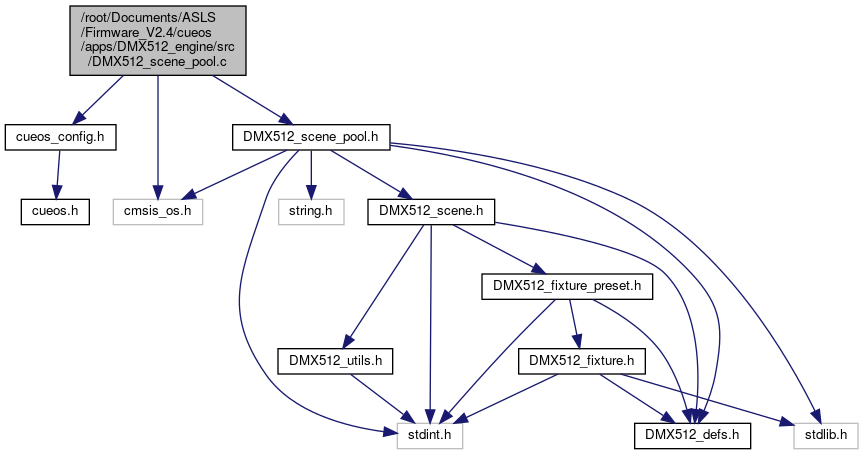 /root/Documents/ASLS
/Firmware_V2.4/cueos
/apps/DMX512_engine/src
/DMX512_scene_pool.c
cueos_config.h
DMX512_scene_pool.h
cueos.h
cmsis_os.h
string.h
DMX512_scene.h
DMX512_fixture_preset.h
DMX512_utils.h
DMX512_fixture.h
stdint.h
DMX512_defs.h
stdlib.h